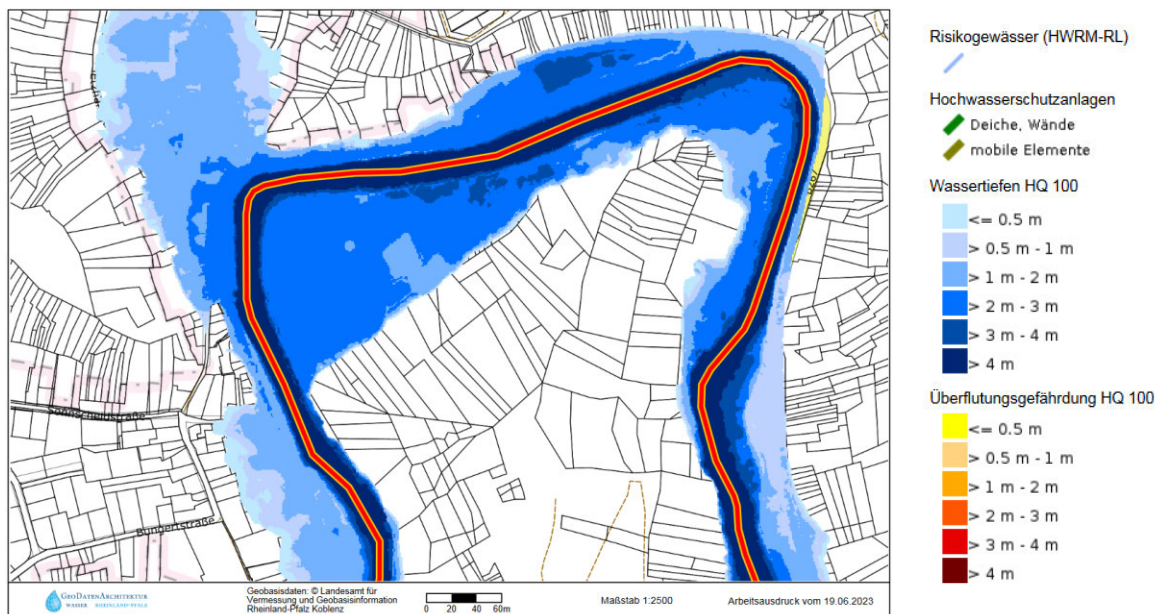 Risikogewässer (HWRM-RL)
Hochwasserschutzanlagen
Deiche, Wände
mobile Elemente
Wassertiefen HQ 100
<= 0.5 m
> 0.5 m - 1 m
> 1 m - 2 m
> 2 m - 3 m
> 3 m - 4 m
> 4 m
Überflutungsgefährdung HQ 100
<= 0.5 m
> 0.5 m - 1 m
> 1 m - 2 m
> 2 m - 3 m
> 3 m - 4 m
> 4 m
Bungertstraße
GEODATENARCHITEKTUR
WASSER RHEINLAND-PFALZ
Geobasisdaten: © Landesamt für
Vermessung und Geobasisinformation
Rheinland-Pfalz Koblenz
0 20 40 60m
Maßstab 1:2500
Arbeitsausdruck vom 19.06.2023